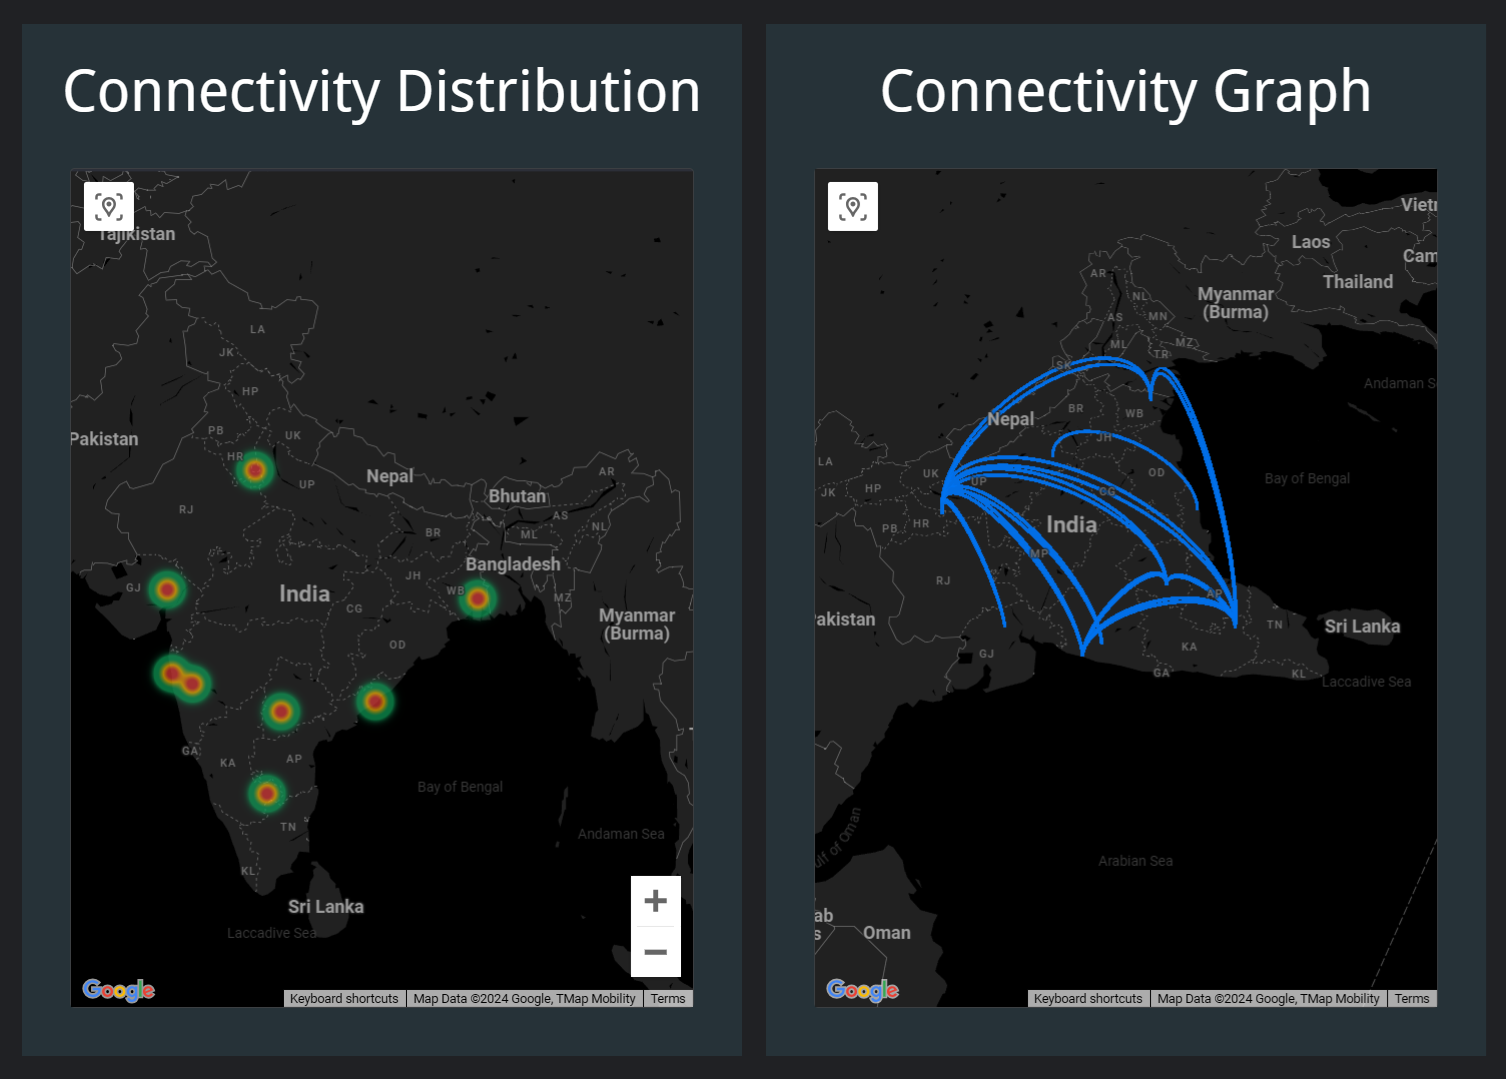 Connectivity Distribution
Tajikistan
LA
JK
HP
PB
UK
Pakistan
HR
UP
Nepal
AR
Bhutan
RJ
AS
NL
BR
ML
Bangladesh
JH
GJ
India
WB
MZ
CG
Myanmar
(Burma)
OD
GA
KA
AP
Bay of Bengal
TN
Andaman Sea
KL
Sri Lanka
Laccadive Sea
Google
Keyboard shortcuts
Map Data ©2024 Google, TMap Mobility
Terms
Connectivity Graph
Vietr
Laos
Cam
AR
Thailand
NL
Myanmar
(Burma)
AS
MN
ML
MZ
TR
SK
Andaman S
BR
WB
Nepal
JH
LA
UK
OD
UP
Bay of Bengal
JK
HP
CG
PB
HR
India
MP
RJ
AP
akistan
TN
Sri Lanka
KA
GJ
GA
KL
Laccadive Sea
ulf of Oman
Arabian Sea
ab
s
Oman
Google
Keyboard shortcuts
Map Data ©2024 Google, TMap Mobility
Terms